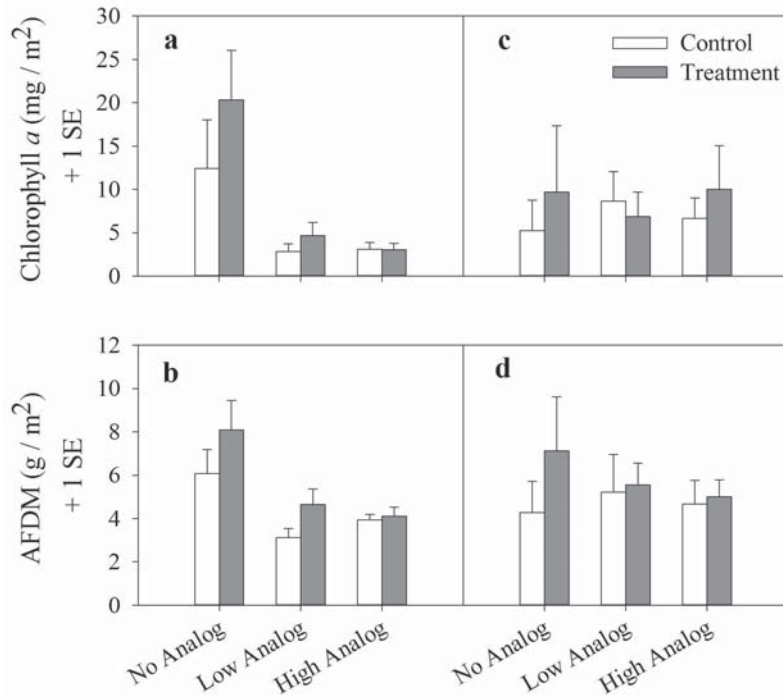 Chlorophyll a (mg / m²)
+ 1 SE
30
25
20
15
10
5
0
a
c
Control
Treatment
AFDM (g / m²)
+ 1 SE
12
10
8
6
4
2
0
b
d
No Analog
Low Analog
High Analog
No Analog
Low Analog
High Analog